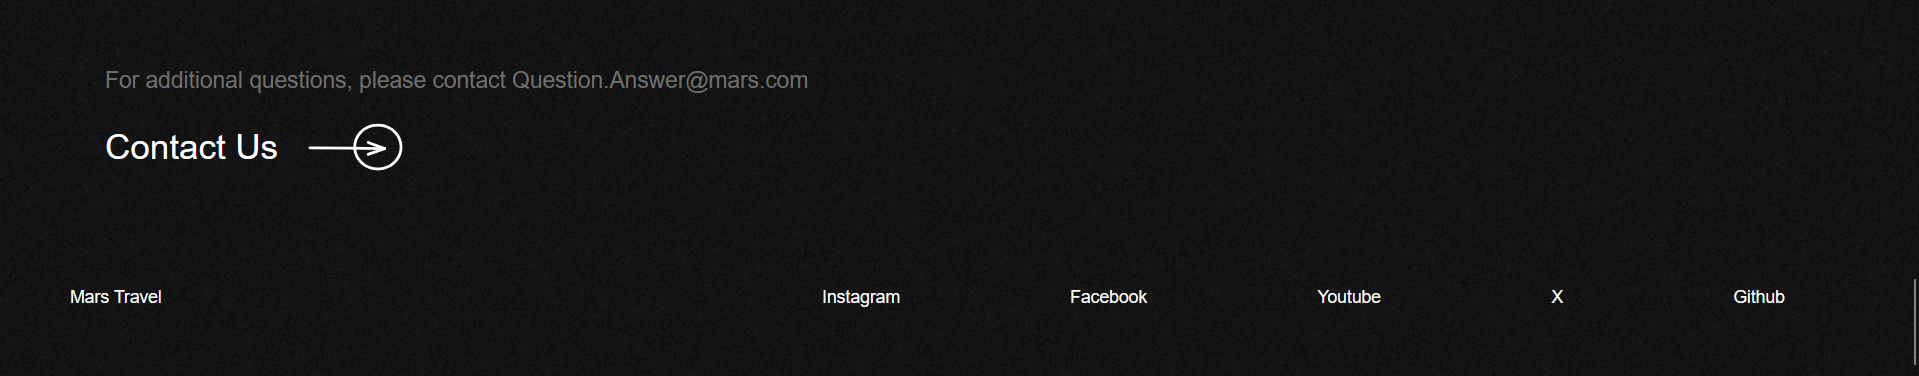 For additional questions, please contact Question.Answer@mars.com
Contact Us
Mars Travel Instagram Facebook Youtube X Github